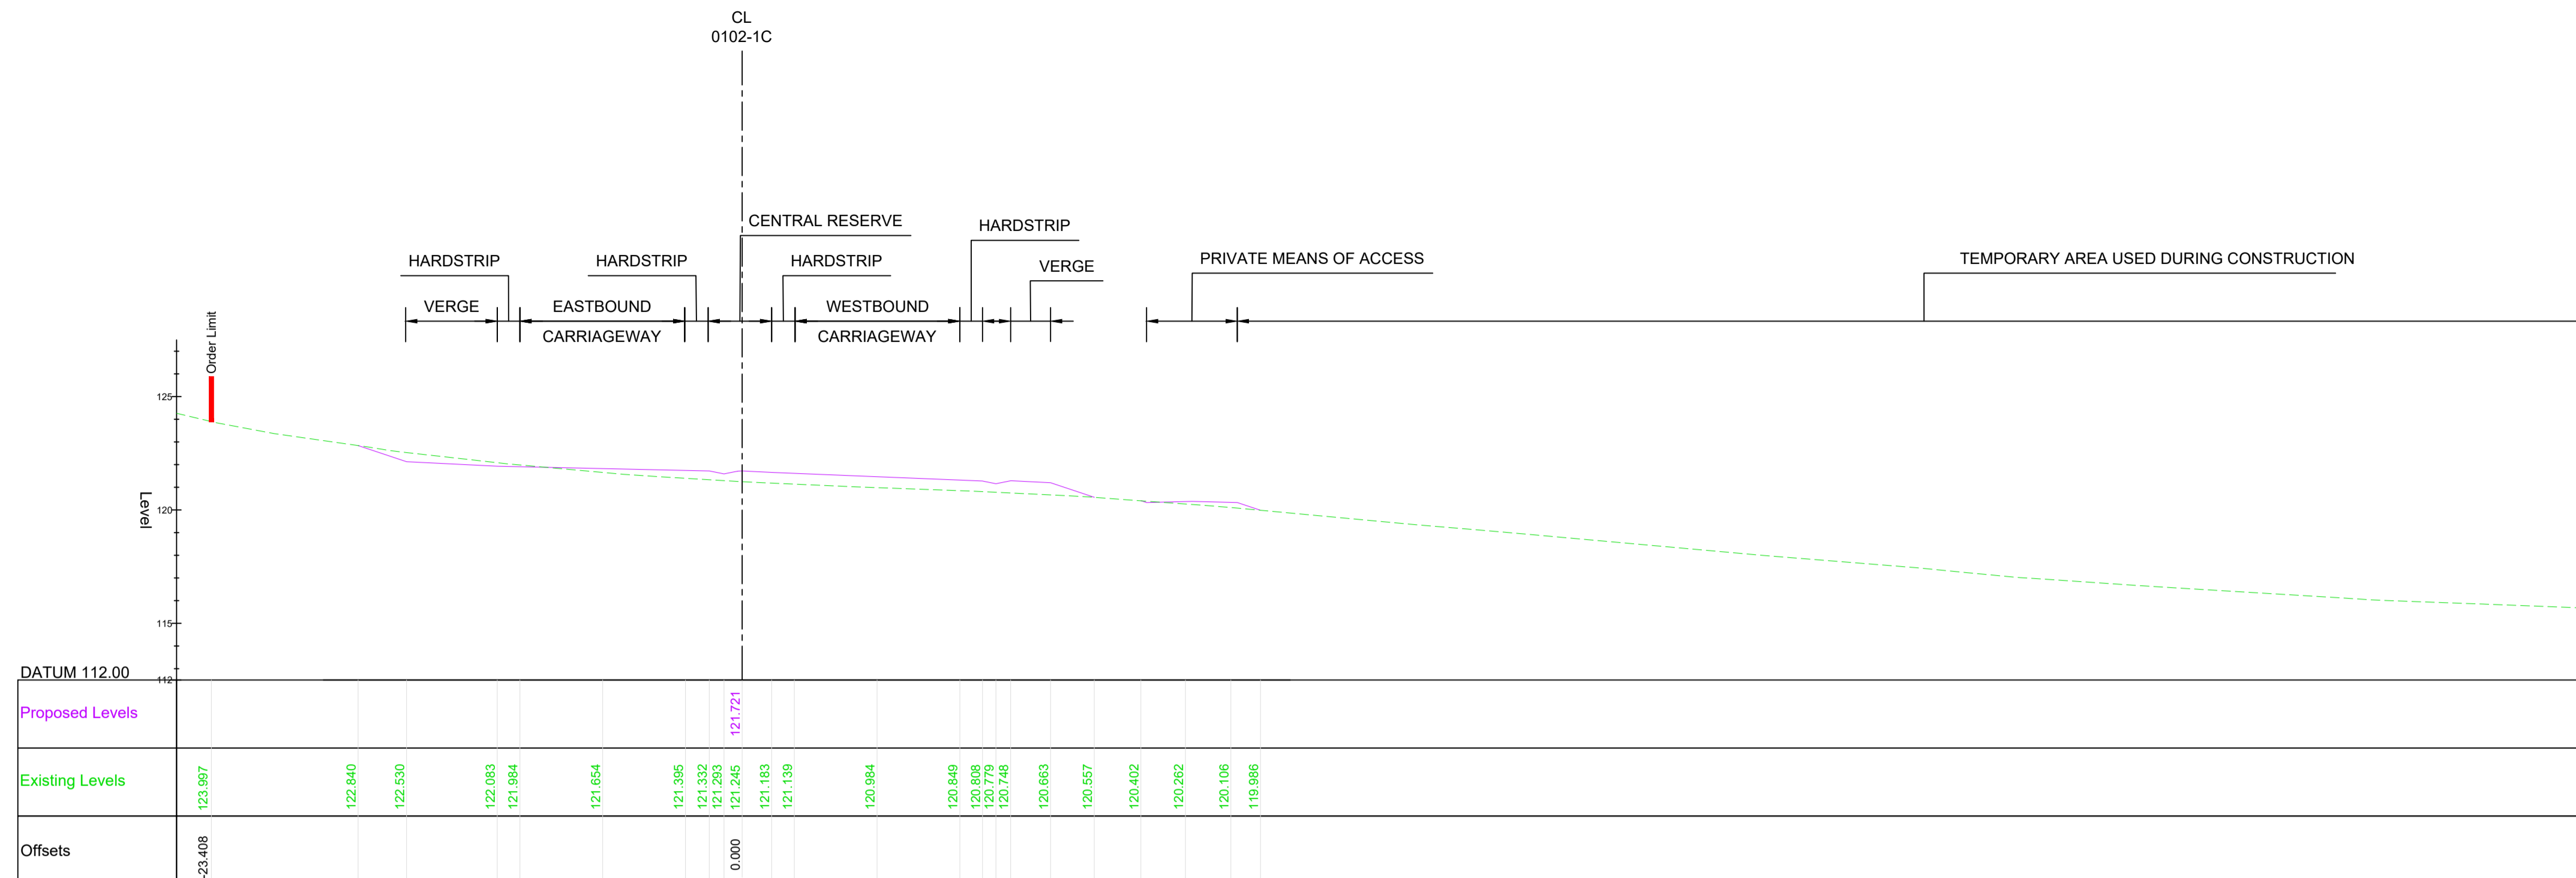 CL
0102-1C
CENTRAL RESERVE
HARDSTRIP
HARDSTRIP
HARDSTRIP
HARDSTRIP
VERGE
PRIVATE MEANS OF ACCESS
TEMPORARY AREA USED DURING CONSTRUCTION
VERGE
EASTBOUND
CARRIAGEWAY
WESTBOUND
CARRIAGEWAY
Order Limit
125
120
115
112
Level
DATUM 112.00
Proposed Levels
121.721
Existing Levels
123.997
122.840
122.530
122.083
121.984
121.654
121.395
121.332
121.293
121.245
121.183
121.139
120.984
120.849
120.808
120.779
120.748
120.663
120.557
120.402
120.262
120.106
119.986
Offsets
-23.408
0.000